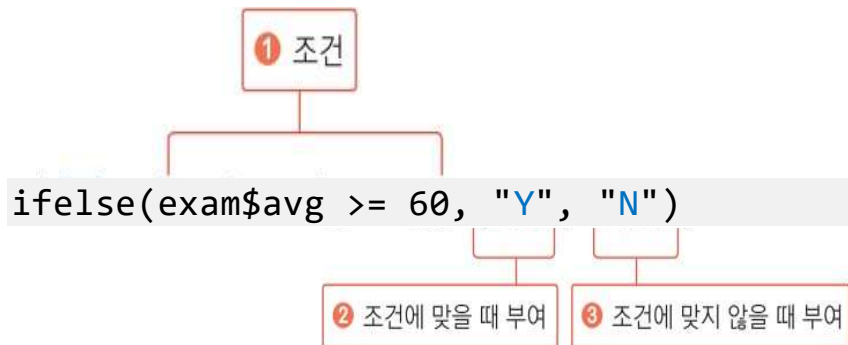 ❶ 조건
ifelse(exam$avg >= 60, "Y", "N")
❷ 조건에 맞을 때 부여
❸ 조건에 맞지 않을 때 부여